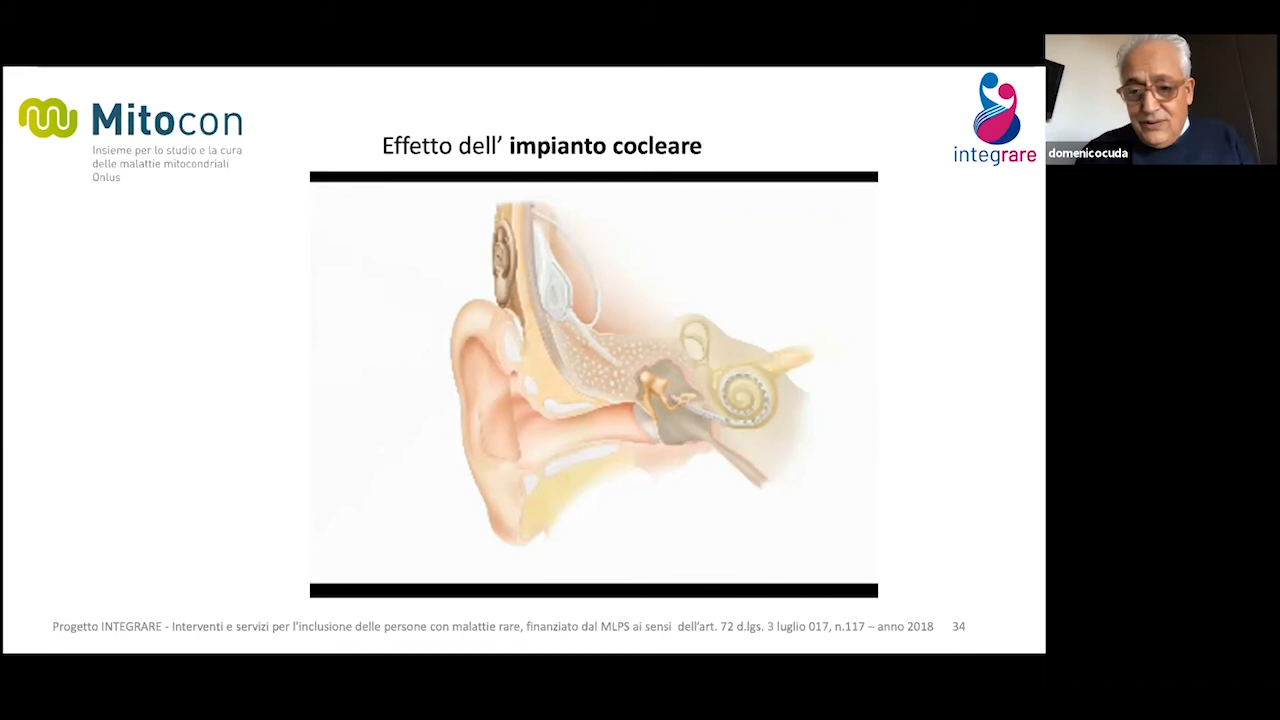 Mitocon
Insieme per lo studio e la cura
delle malattie mitocondriali
Onlus
Effetto dell’ impianto cocleare
integrare
domenicocuda
Progetto INTEGRARE - Interventi e servizi per l'inclusione delle persone con malattie rare, finanziato dal MLPS ai sensi dell’art. 72 d.lgs. 3 luglio 017, n.117 – anno 2018 34